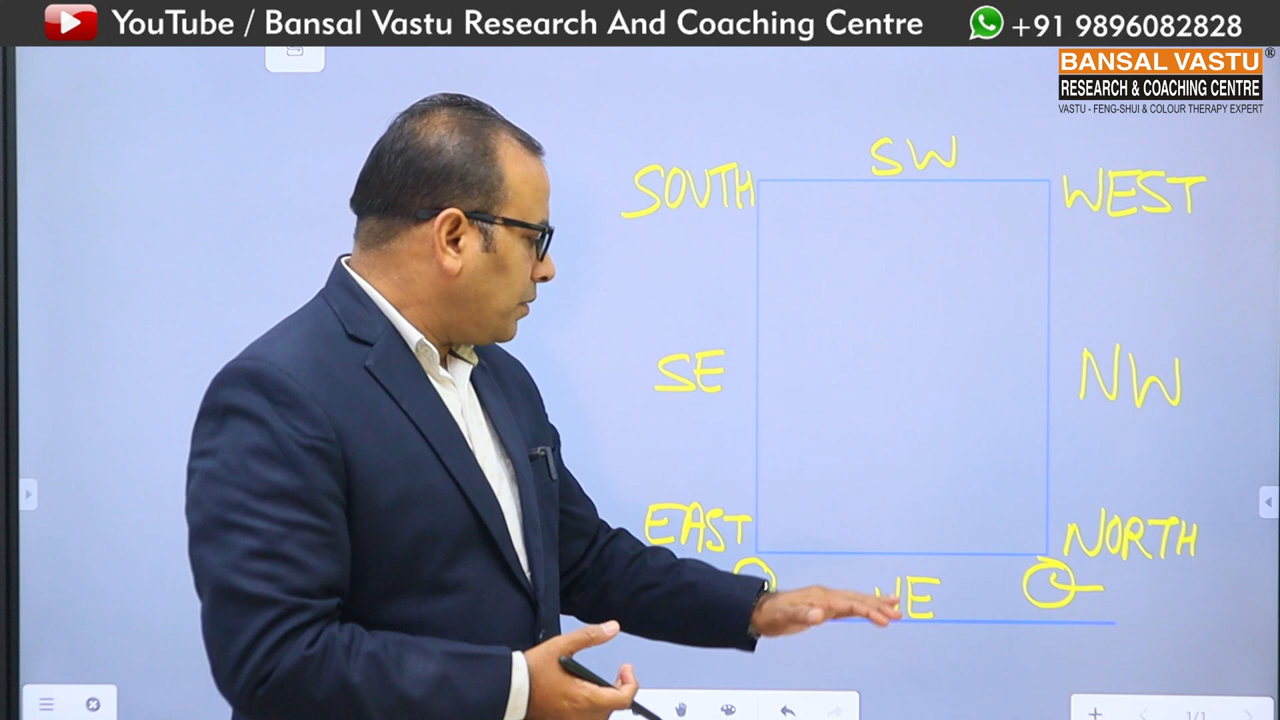 YouTube / Bansal Vastu Research And Coaching Centre +91 9896082828
BANSAL VASTU ®
RESEARCH & COACHING CENTRE
VASTU - FENG-SHUI & COLOUR THERAPY EXPERT
SW
SOUTH WEST
SE NW
EAST NORTH
1/1